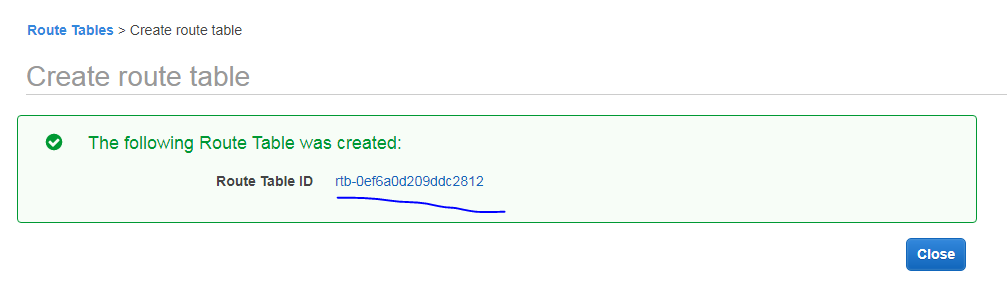 Route Tables > Create route table
Create route table
The following Route Table was created:
Route Table ID rtb-0ef6a0d209ddc2812
Close